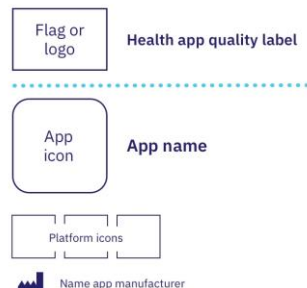 Flag or
logo
Health app quality label
App
icon
App name
Platform icons
Name app manufacturer